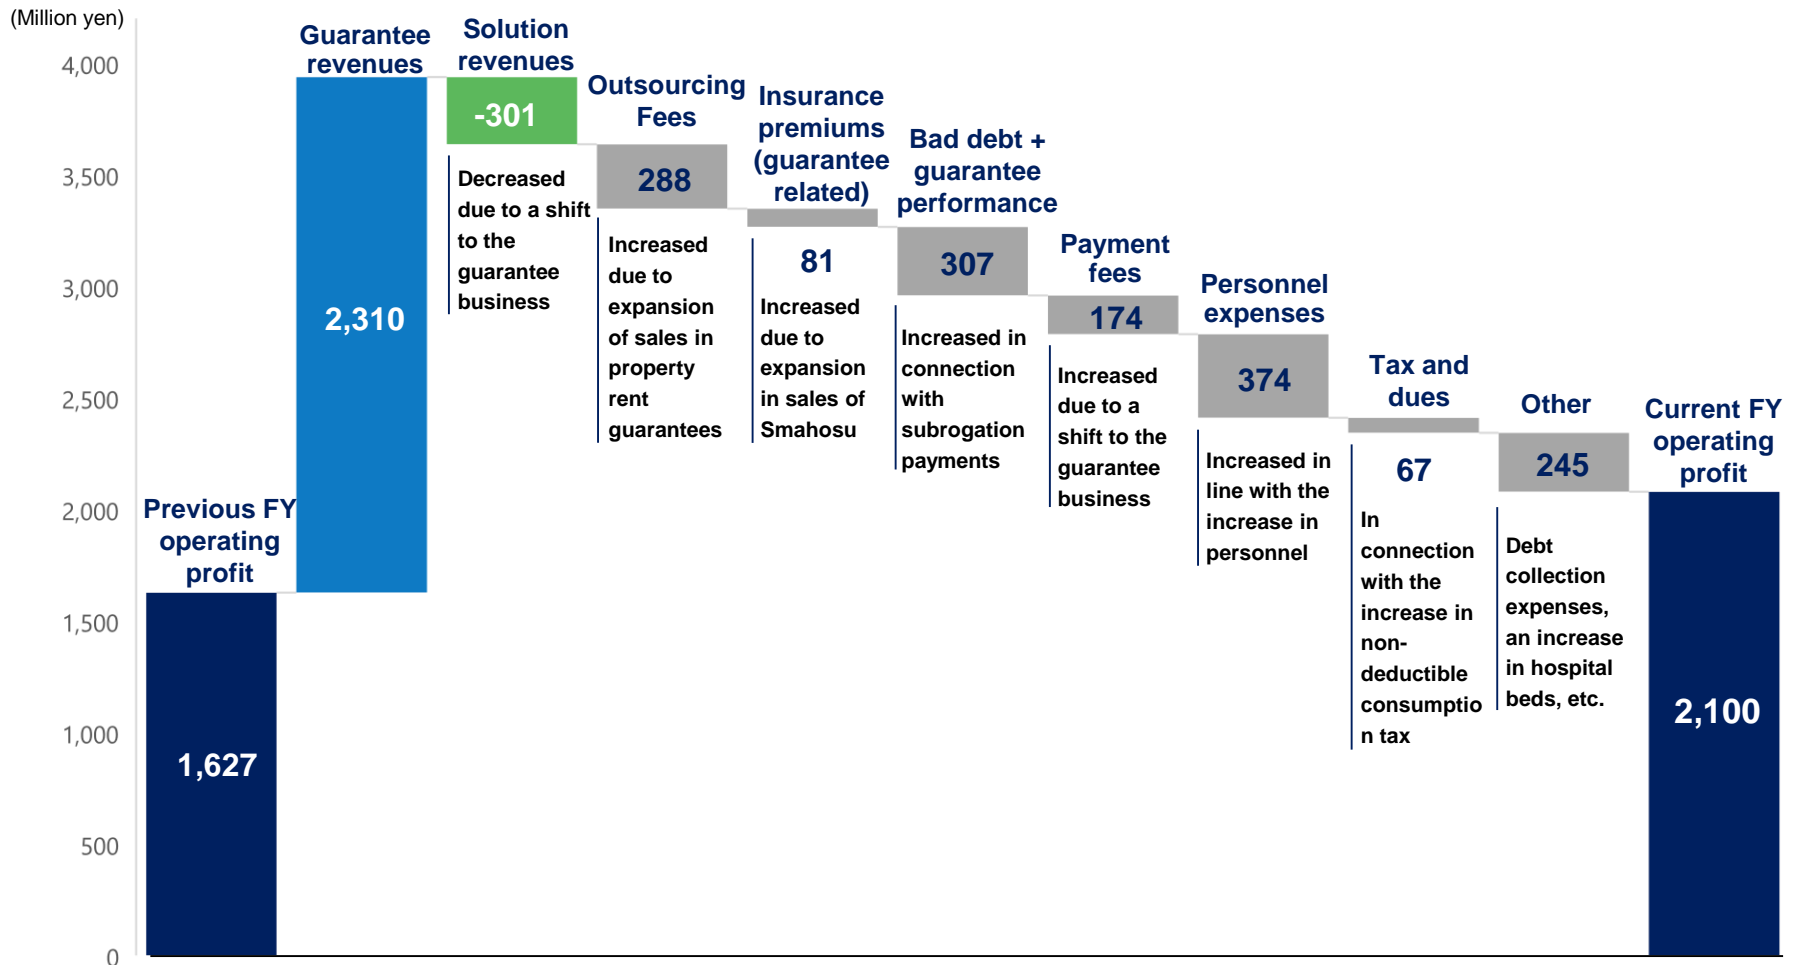 (Million yen)
4,000
3,500
3,000
2,500
2,000
1,500
1,000
500
0
Previous FY
operating
profit
1,627
Guarantee
revenues
2,310
Solution
revenues
-301
Decreased
due to a shift
to the
guarantee
business
Outsourcing
Fees
288
Increased
due to
expansion
of sales in
property
rent
guarantees
Insurance
premiums
(guarantee
related)
81
Increased
due to
expansion
in sales of
Smahosu
Bad debt +
guarantee
performance
307
Increased in
connection
with
subrogation
payments
Payment
fees
174
Increased
due to a
shift to the
guarantee
business
Personnel
expenses
374
Increased in
line with the
increase in
personnel
Tax and
dues
67
In
connection
with the
increase in
non-
deductible
consumptio
n tax
Other
245
Debt
collection
expenses,
an increase
in hospital
beds, etc.
Current FY
operating
profit
2,100